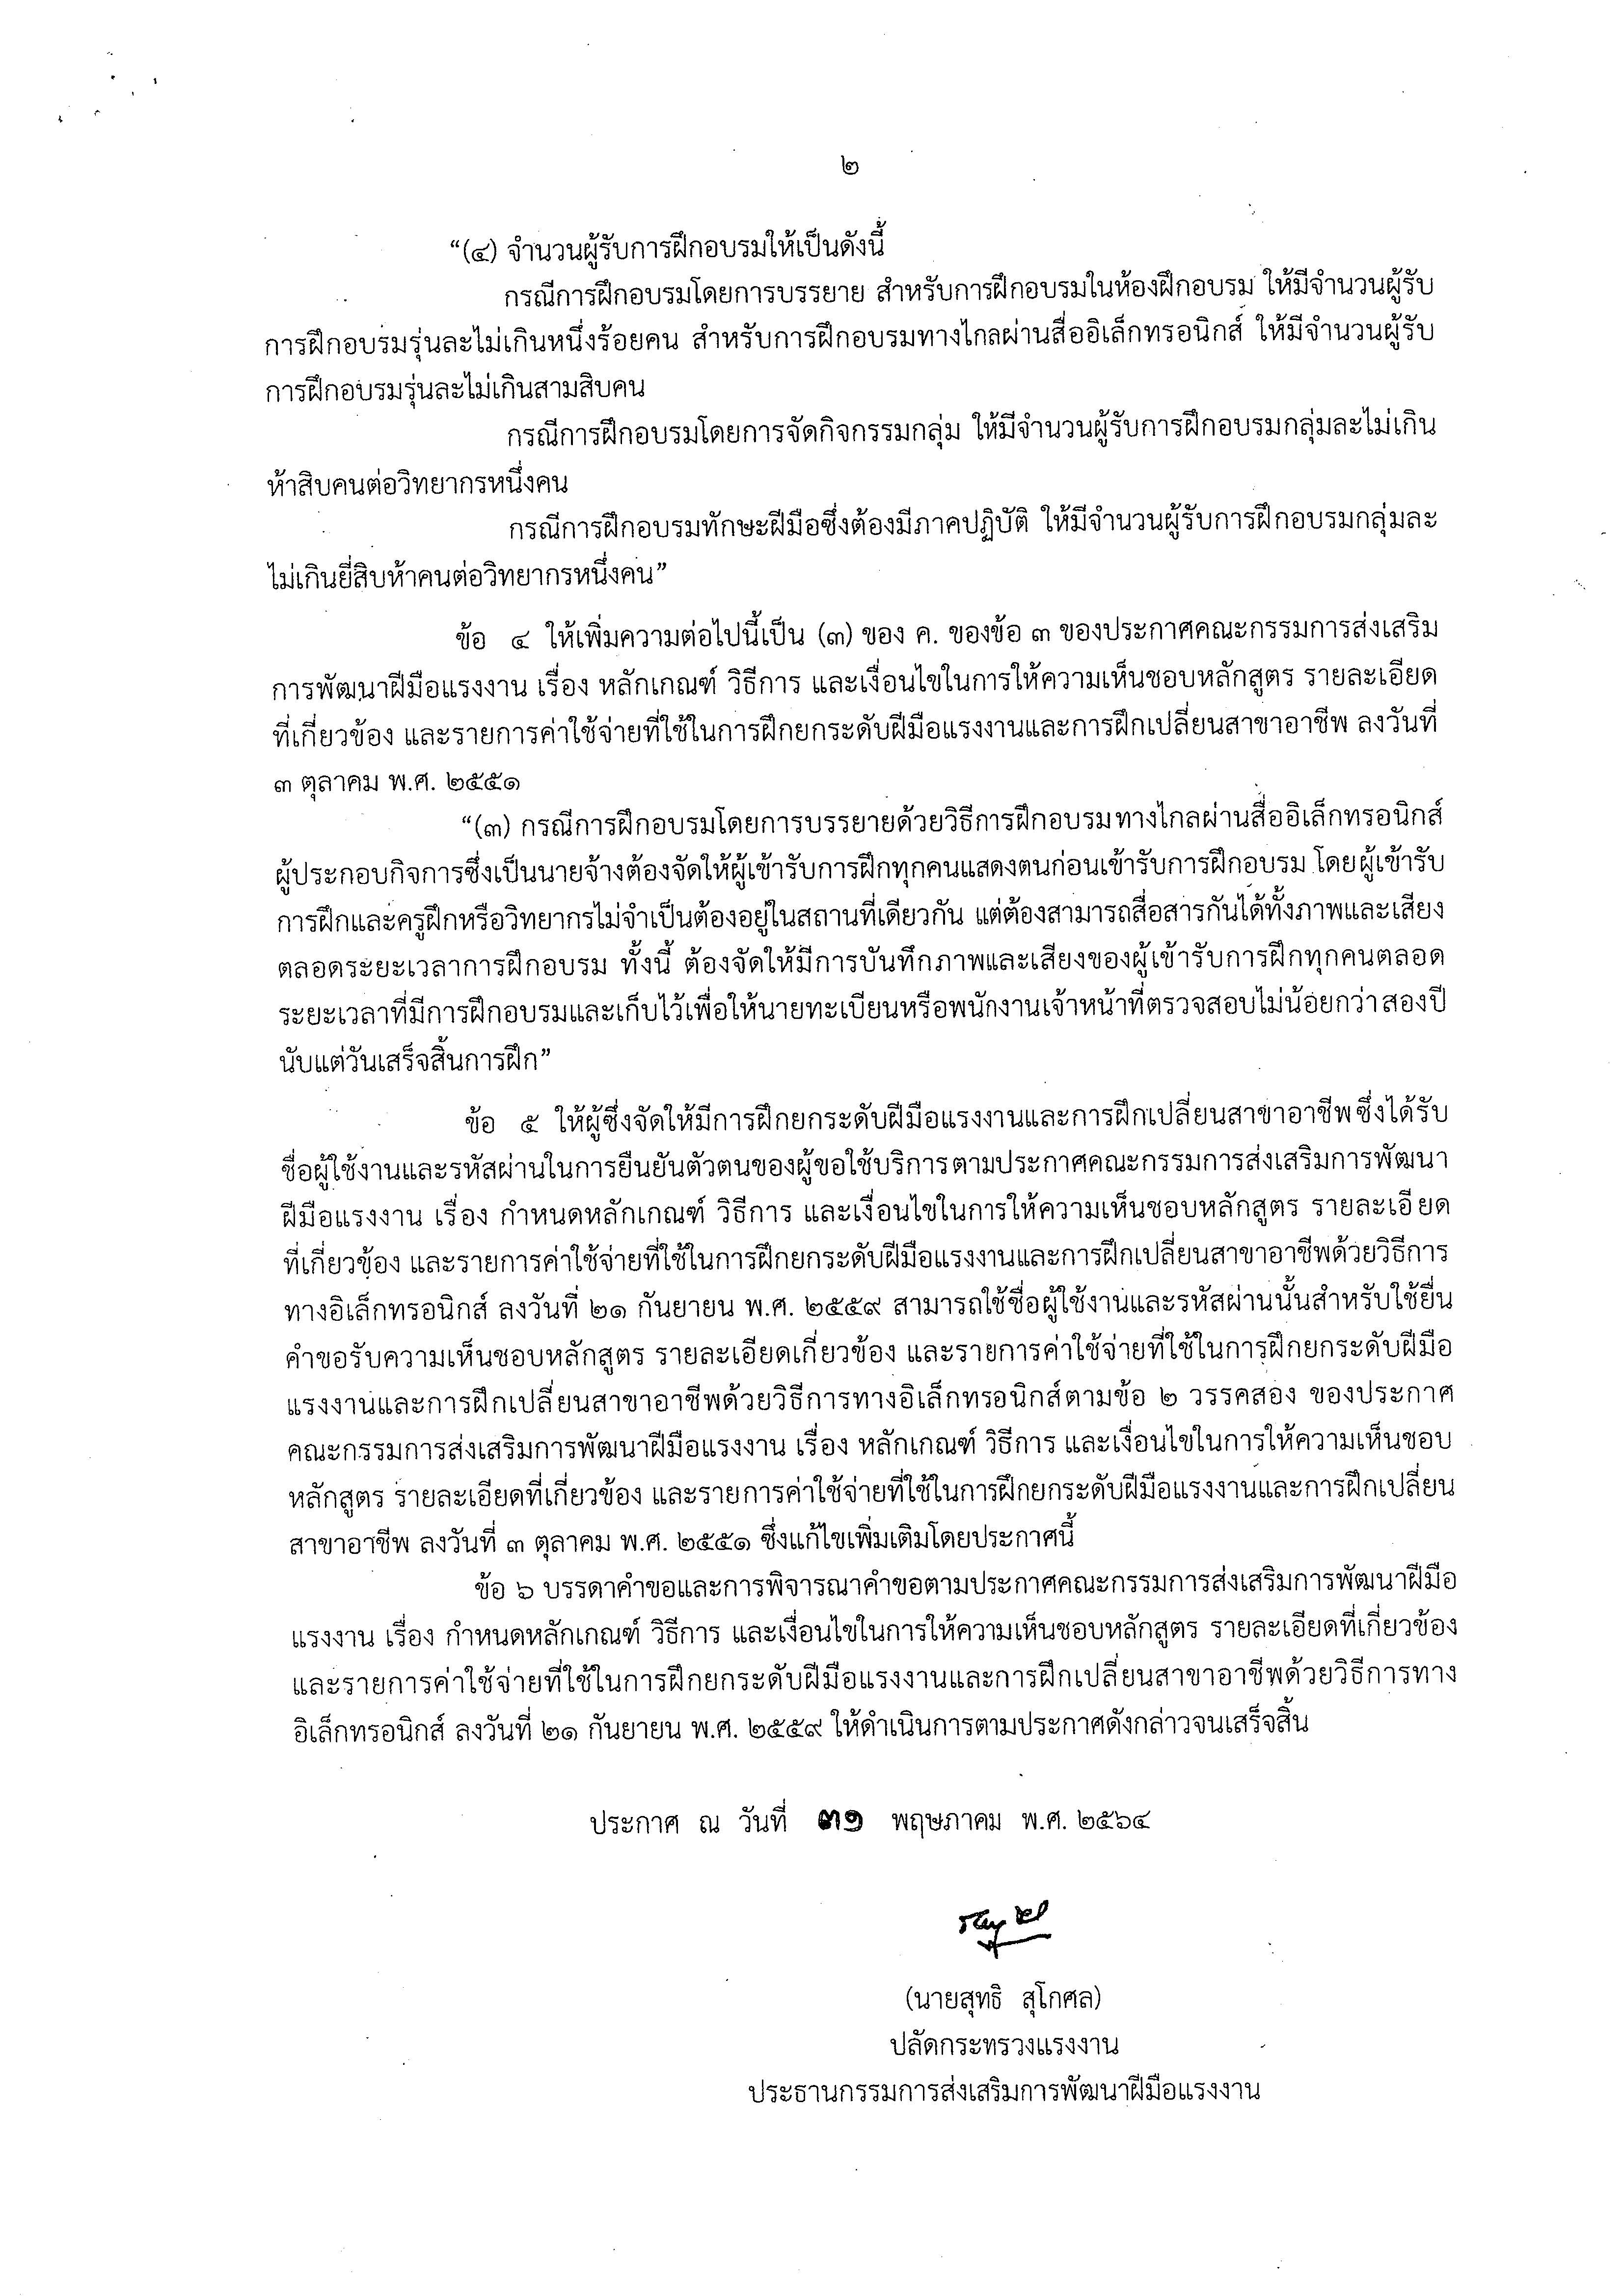 ๒
“(๔) จำนวนผู้รับการฝึกอบรมให้เป็นดังนี้
กรณีการฝึกอบรมโดยการบรรยาย สำหรับการฝึกอบรมในห้องฝึกอบรม ให้มีจำนวนผู้รับ
การฝึกอบรมรุ่นละไม่เกินหนึ่งร้อยคน สำหรับการฝึกอบรมทางไกลผ่านสื่ออิเล็กทรอนิกส์ ให้มีจำนวนผู้รับ
การฝึกอบรมรุ่นละไม่เกินสามสิบคน
กรณีการฝึกอบรมโดยการจัดกิจกรรมกลุ่ม ให้มีจำนวนผู้รับการฝึกอบรมกลุ่มละไม่เกิน
ห้าสิบคนต่อวิทยากรหนึ่งคน
กรณีการฝึกอบรมทักษะฝีมือซึ่งต้องมีภาคปฏิบัติ ให้มีจำนวนผู้รับการฝึกอบรมกลุ่มละ
ไม่เกินยี่สิบห้าคนต่อวิทยากรหนึ่งคน”
ข้อ ๔ ให้เพิ่มความต่อไปนี้เป็น (๓) ของ ค. ของข้อ ๓ ของประกาศคณะกรรมการส่งเสริม
การพัฒนาฝีมือแรงงาน เรื่อง หลักเกณฑ์ วิธีการ และเงื่อนไขในการให้ความเห็นชอบหลักสูตร รายละเอียด
ที่เกี่ยวข้อง และรายการค่าใช้จ่ายที่ใช้ในการฝึกยกระดับฝีมือแรงงานและการฝึกเปลี่ยนสาขาอาชีพ ลงวันที่
๓ ตุลาคม พ.ศ. ๒๕๕๑
“(๓) กรณีการฝึกอบรมโดยการบรรยายด้วยวิธีการฝึกอบรมทางไกลผ่านสื่ออิเล็กทรอนิกส์
ผู้ประกอบกิจการซึ่งเป็นนายจ้างต้องจัดให้ผู้เข้ารับการฝึกทุกคนแสดงตนก่อนเข้ารับการฝึกอบรม โดยผู้เข้ารับ
การฝึกและครูฝึกหรือวิทยากรไม่จำเป็นต้องอยู่ในสถานที่เดียวกัน แต่ต้องสามารถสื่อสารกันได้ทั้งภาพและเสียง
ตลอดระยะเวลาการฝึกอบรม ทั้งนี้ ต้องจัดให้มีการบันทึกภาพและเสียงของผู้เข้ารับการฝึกทุกคนตลอด
ระยะเวลาที่มีการฝึกอบรมและเก็บไว้เพื่อให้นายทะเบียนหรือพนักงานเจ้าหน้าที่ตรวจสอบไม่น้อยกว่าสองปี
นับแต่วันเสร็จสิ้นการฝึก”
ข้อ ๕ ให้ผู้ซึ่งจัดให้มีการฝึกยกระดับฝีมือแรงงานและการฝึกเปลี่ยนสาขาอาชีพซึ่งได้รับ
ชื่อผู้ใช้งานและรหัสผ่านในการยืนยันตัวตนของผู้ขอใช้บริการตามประกาศคณะกรรมการส่งเสริมการพัฒนา
ฝีมือแรงงาน เรื่อง กำหนดหลักเกณฑ์ วิธีการ และเงื่อนไขในการให้ความเห็นชอบหลักสูตร รายละเอียด
ที่เกี่ยวข้อง และรายการค่าใช้จ่ายที่ใช้ในการฝึกยกระดับฝีมือแรงงานและการฝึกเปลี่ยนสาขาอาชีพด้วยวิธีการ
ทางอิเล็กทรอนิกส์ ลงวันที่ ๒๑ กันยายน พ.ศ. ๒๕๕๙ สามารถใช้ชื่อผู้ใช้งานและรหัสผ่านนั้นสำหรับใช้ยื่น
คำขอรับความเห็นชอบหลักสูตร รายละเอียดเกี่ยวข้อง และรายการค่าใช้จ่ายที่ใช้ในการฝึกยกระดับฝีมือ
แรงงานและการฝึกเปลี่ยนสาขาอาชีพด้วยวิธีการทางอิเล็กทรอนิกส์ตามข้อ ๒ วรรคสอง ของประกาศ
คณะกรรมการส่งเสริมการพัฒนาฝีมือแรงงาน เรื่อง หลักเกณฑ์ วิธีการ และเงื่อนไขในการให้ความเห็นชอบ
หลักสูตร รายละเอียดที่เกี่ยวข้อง และรายการค่าใช้จ่ายที่ใช้ในการฝึกยกระดับฝีมือแรงงานและการฝึกเปลี่ยน
สาขาอาชีพ ลงวันที่ ๓ ตุลาคม พ.ศ. ๒๕๕๑ ซึ่งแก้ไขเพิ่มเติมโดยประกาศนี้
ข้อ ๖ บรรดาคำขอและการพิจารณาคำขอตามประกาศคณะกรรมการส่งเสริมการพัฒนาฝีมือ
แรงงาน เรื่อง กำหนดหลักเกณฑ์ วิธีการ และเงื่อนไขในการให้ความเห็นชอบหลักสูตร รายละเอียดที่เกี่ยวข้อง
และรายการค่าใช้จ่ายที่ใช้ในการฝึกยกระดับฝีมือแรงงานและการฝึกเปลี่ยนสาขาอาชีพด้วยวิธีการทาง
อิเล็กทรอนิกส์ ลงวันที่ ๒๑ กันยายน พ.ศ. ๒๕๕๙ ให้ดำเนินการตามประกาศดังกล่าวจนเสร็จสิ้น
ประกาศ ณ วันที่ ๓๑ พฤษภาคม พ.ศ. ๒๕๖๔
(นายสุทธิ สุโกศล)
ปลัดกระทรวงแรงงาน
ประธานกรรมการส่งเสริมการพัฒนาฝีมือแรงงาน